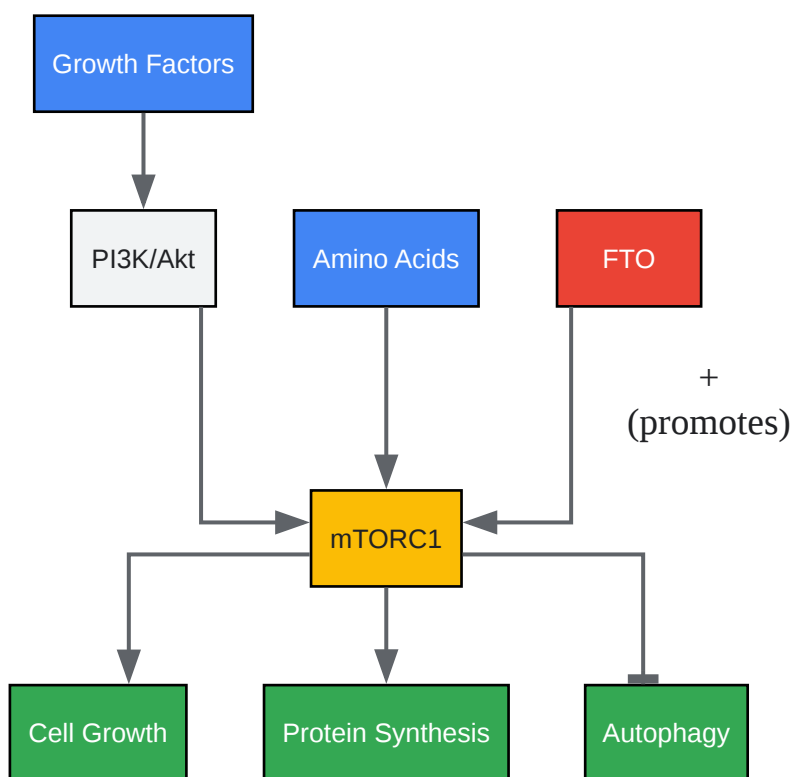 Growth Factors
PI3K/Akt
Amino Acids
FTO
+
(promotes)
mTORC1
Cell Growth
Protein Synthesis
Autophagy